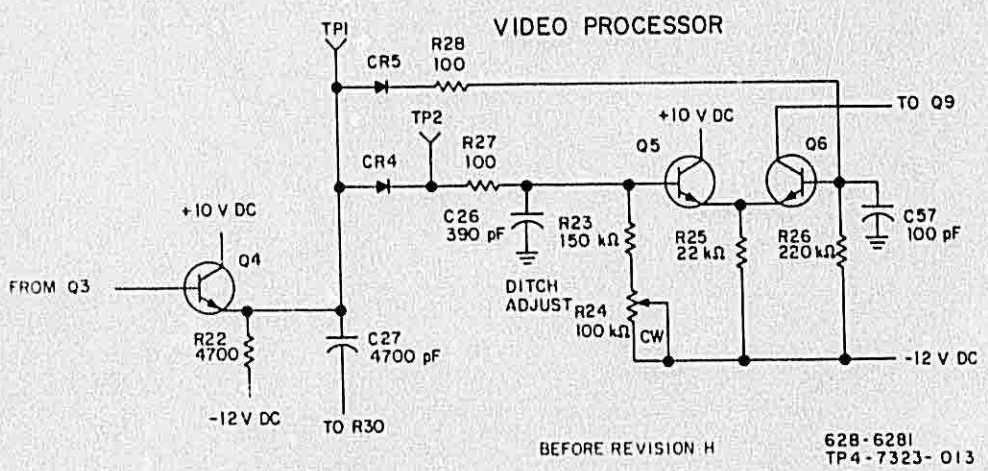 VIDEO PROCESSOR
TP1
R28
100
CR5
TP2
R27
100
CR4
+10 V DC
TO Q9
Q5
Q6
C26
390 pF
R23
150 kΩ
R25
22 kΩ
R26
220 kΩ
C57
100 pF
+10 V DC
Q4
FROM Q3
DITCH
ADJUST
R24
100 kΩ
CW
R22
4700
C27
4700 pF
-12 V DC
-12 V DC
TO R30
BEFORE REVISION H
628-6281
TP4-7323-013